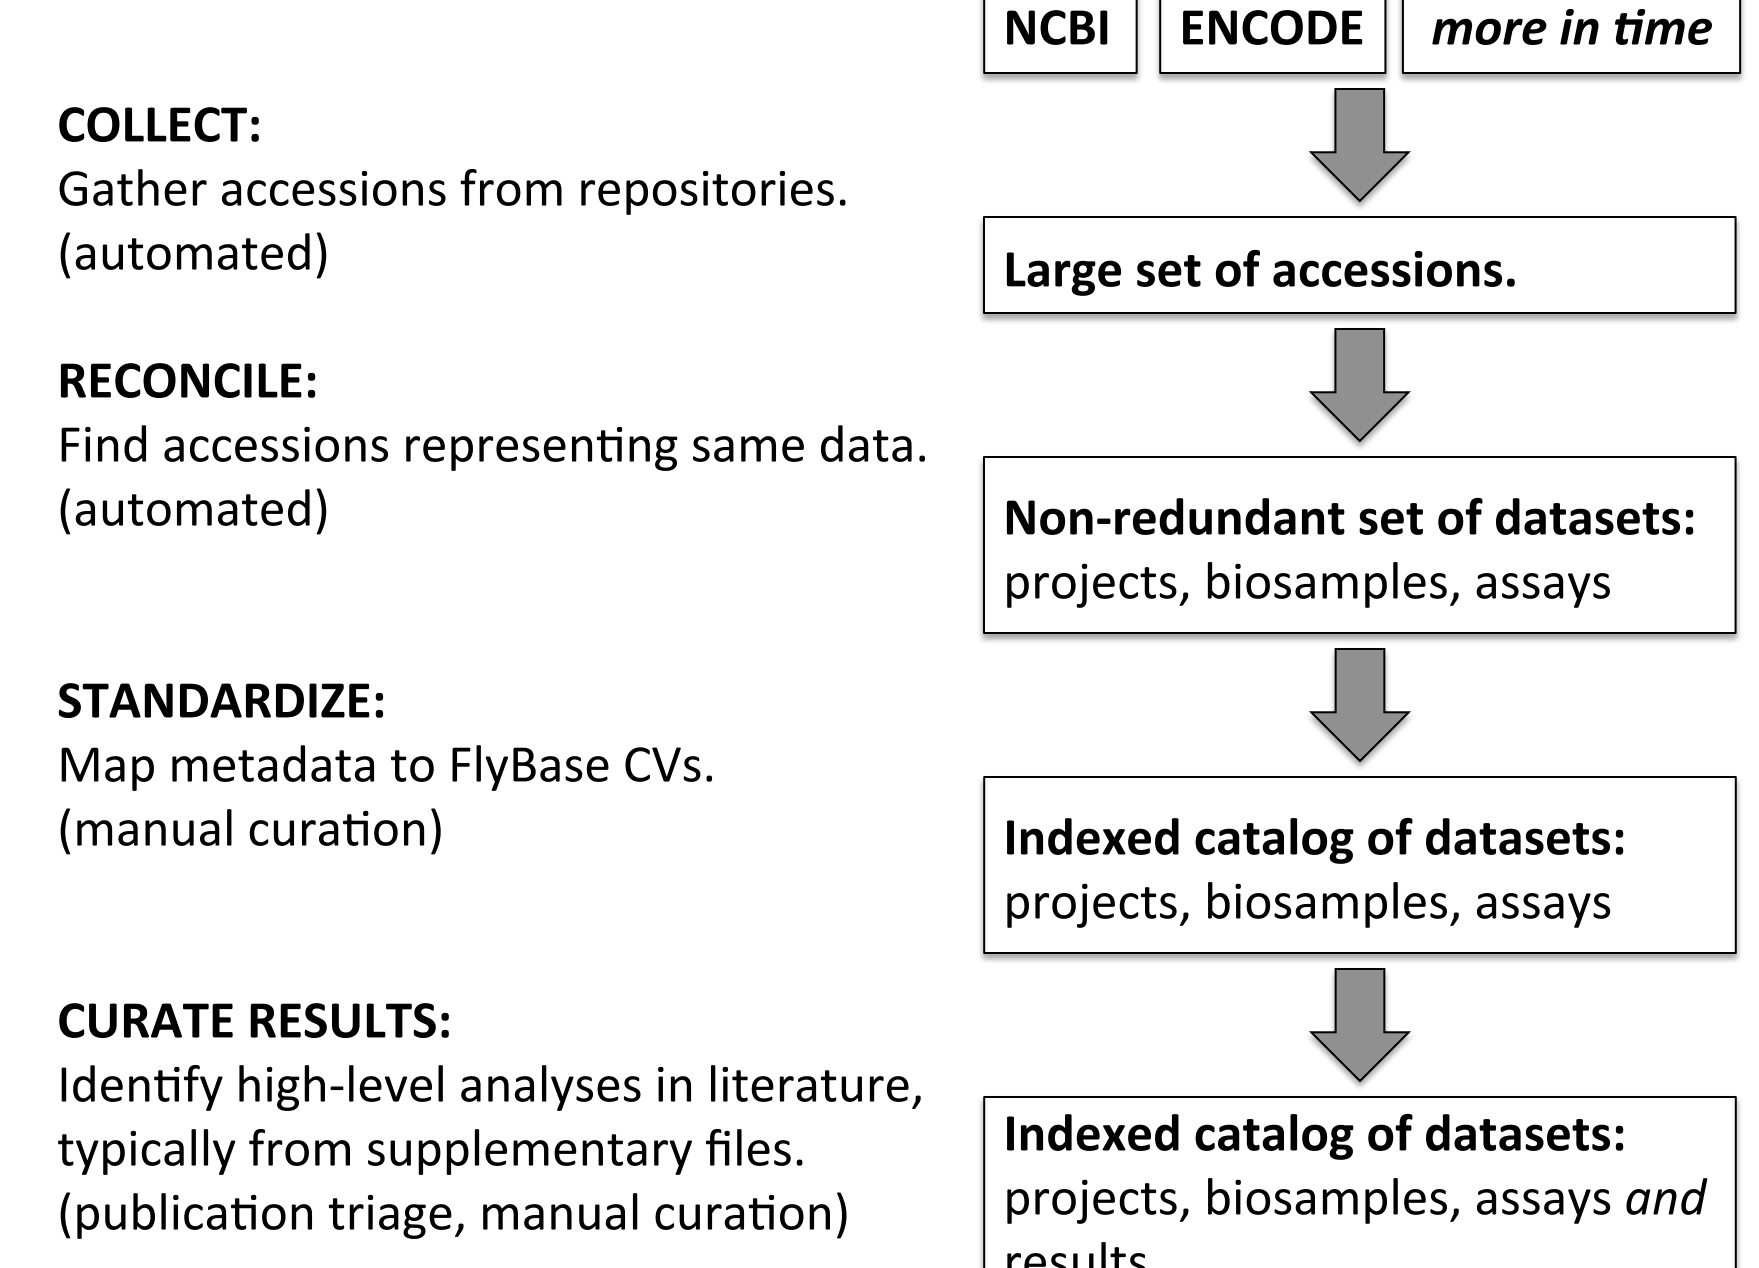 NCBI
ENCODE
more in time
COLLECT:
Gather accessions from repositories.
(automated)
Large set of accessions.
RECONCILE:
Find accessions representing same data.
(automated)
Non-redundant set of datasets:
projects, biosamples, assays
STANDARDIZE:
Map metadata to FlyBase CVs.
(manual curation)
Indexed catalog of datasets:
projects, biosamples, assays
CURATE RESULTS:
Identify high-level analyses in literature,
typically from supplementary files.
(publication triage, manual curation)
Indexed catalog of datasets:
projects, biosamples, assays and
results